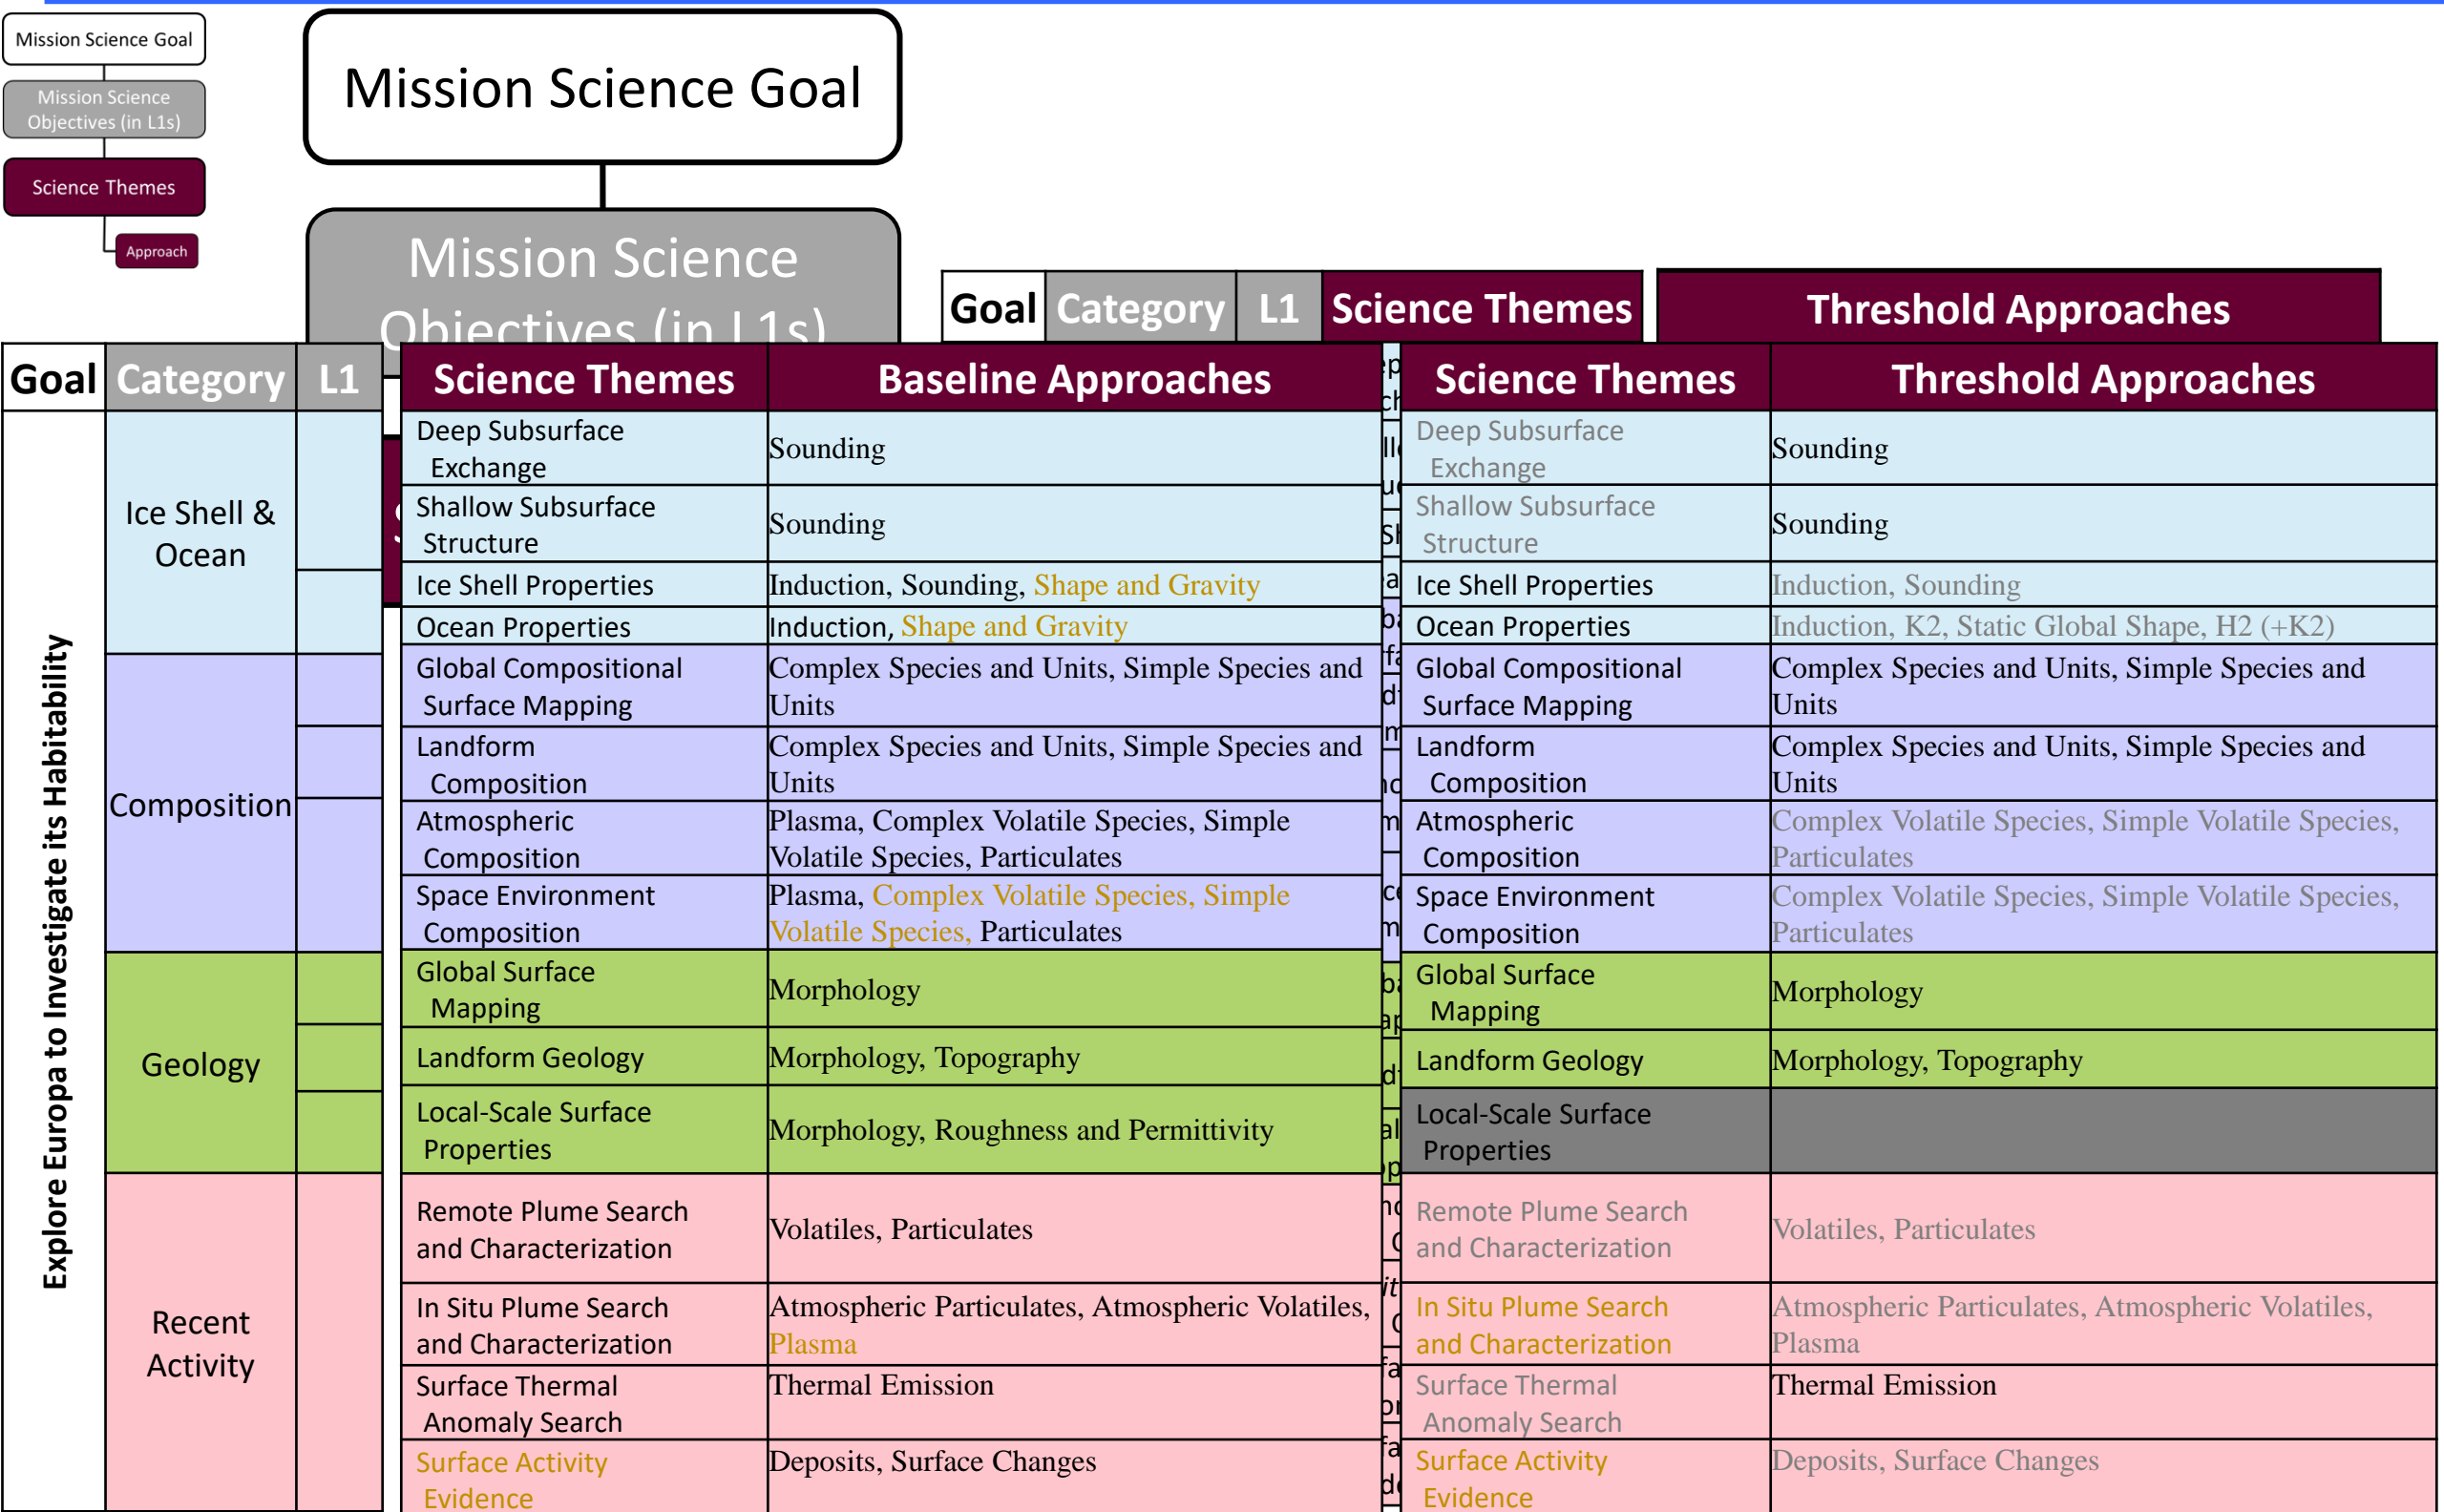 Mission Science Goal
Mission Science
Objectives (in L1s)
Science Themes
Approach
Mission Science Goal
Mission Science
Objectives (in L1s)
Goal Category L1 Science Themes Threshold Approaches
Goal Category L1 Science Themes Baseline Approaches Science Themes Threshold Approaches
Explore Europa to Investigate its Habitability
Ice Shell &
Ocean
Composition
Geology
Recent
Activity
Deep Subsurface
Exchange
Sounding
Shallow Subsurface
Structure
Sounding
Ice Shell Properties
Induction, Sounding, Shape and Gravity
Ocean Properties
Induction, Shape and Gravity
Global Compositional
Surface Mapping
Complex Species and Units, Simple Species and
Units
Landform
Composition
Complex Species and Units, Simple Species and
Units
Atmospheric
Composition
Plasma, Complex Volatile Species, Simple
Volatile Species, Particulates
Space Environment
Composition
Plasma, Complex Volatile Species, Simple
Volatile Species, Particulates
Global Surface
Mapping
Morphology
Landform Geology
Morphology, Topography
Local-Scale Surface
Properties
Morphology, Roughness and Permittivity
Remote Plume Search
and Characterization
Volatiles, Particulates
In Situ Plume Search
and Characterization
Atmospheric Particulates, Atmospheric Volatiles,
Plasma
Surface Thermal
Anomaly Search
Thermal Emission
Surface Activity
Evidence
Deposits, Surface Changes
Deep Subsurface
Exchange
Sounding
Shallow Subsurface
Structure
Sounding
Ice Shell Properties
Induction, Sounding
Ocean Properties
Induction, K2, Static Global Shape, H2 (+K2)
Global Compositional
Surface Mapping
Complex Species and Units, Simple Species and
Units
Landform
Composition
Complex Species and Units, Simple Species and
Units
Atmospheric
Composition
Complex Volatile Species, Simple Volatile Species,
Particulates
Space Environment
Composition
Complex Volatile Species, Simple Volatile Species,
Particulates
Global Surface
Mapping
Morphology
Landform Geology
Morphology, Topography
Local-Scale Surface
Properties
Remote Plume Search
and Characterization
Volatiles, Particulates
In Situ Plume Search
and Characterization
Atmospheric Particulates, Atmospheric Volatiles,
Plasma
Surface Thermal
Anomaly Search
Thermal Emission
Surface Activity
Evidence
Deposits, Surface Changes